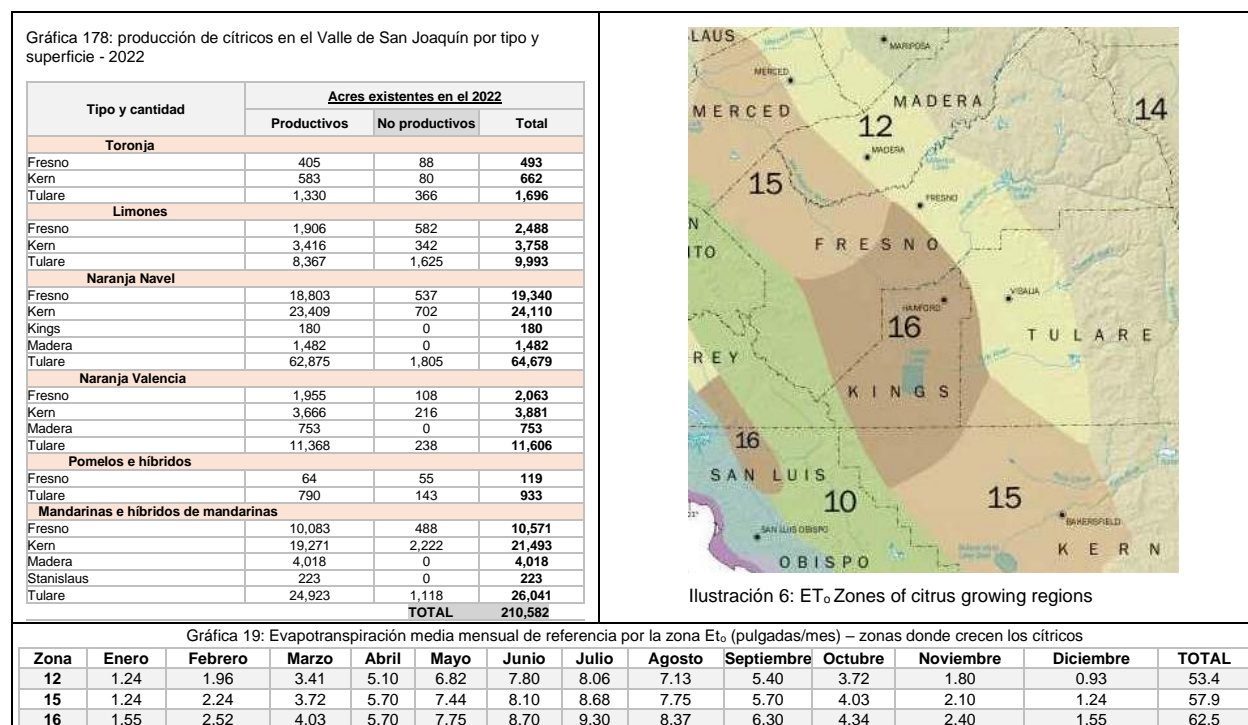 Gráfica 178: producción de cítricos en el Valle de San Joaquín por tipo y
superficie - 2022
Tipo y cantidad Acres existentes en el 2022
Productivos No productivos Total
Toronja
Fresno 405 88 493
Kern 583 80 662
Tulare 1,330 366 1,696
Limones
Fresno 1,906 582 2,488
Kern 3,416 342 3,758
Tulare 8,367 1,625 9,993
Naranja Navel
Fresno 18,803 537 19,340
Kern 23,409 702 24,110
Kings 180 0 180
Madera 1,482 0 1,482
Tulare 62,875 1,805 64,679
Naranja Valencia
Fresno 1,955 108 2,063
Kern 3,666 216 3,881
Madera 753 0 753
Tulare 11,368 238 11,606
Pomelos e híbridos
Fresno 64 55 119
Tulare 790 143 933
Mandarinas e híbridos de mandarinas
Fresno 10,083 488 10,571
Kern 19,271 2,222 21,493
Madera 4,018 0 4,018
Stanislaus 223 0 223
Tulare 24,923 1,118 26,041
TOTAL 210,582
LAUS
MARIPOSA
MERCED
MERCED
MADERA
14
12
MADERA
15
FRESNO
N
FRESNO
ITO
VISALIA
HANFORD
16
TULARE
REY
KINGS
16
SAN LUIS
10
15
BAKERSFIELD
SAN LUIS OBISPO
KERN
OBISPO
Ilustración 6: ETₒ Zones of citrus growing regions
Gráfica 19: Evapotranspiración media mensual de referencia por la zona Etₒ (pulgadas/mes) – zonas donde crecen los cítricos
Zona Enero Febrero Marzo Abril Mayo Junio Julio Agosto Septiembre Octubre Noviembre Diciembre TOTAL
12 1.24 1.96 3.41 5.10 6.82 7.80 8.06 7.13 5.40 3.72 1.80 0.93 53.4
15 1.24 2.24 3.72 5.70 7.44 8.10 8.68 7.75 5.70 4.03 2.10 1.24 57.9
16 1.55 2.52 4.03 5.70 7.75 8.70 9.30 8.37 6.30 4.34 2.40 1.55 62.5